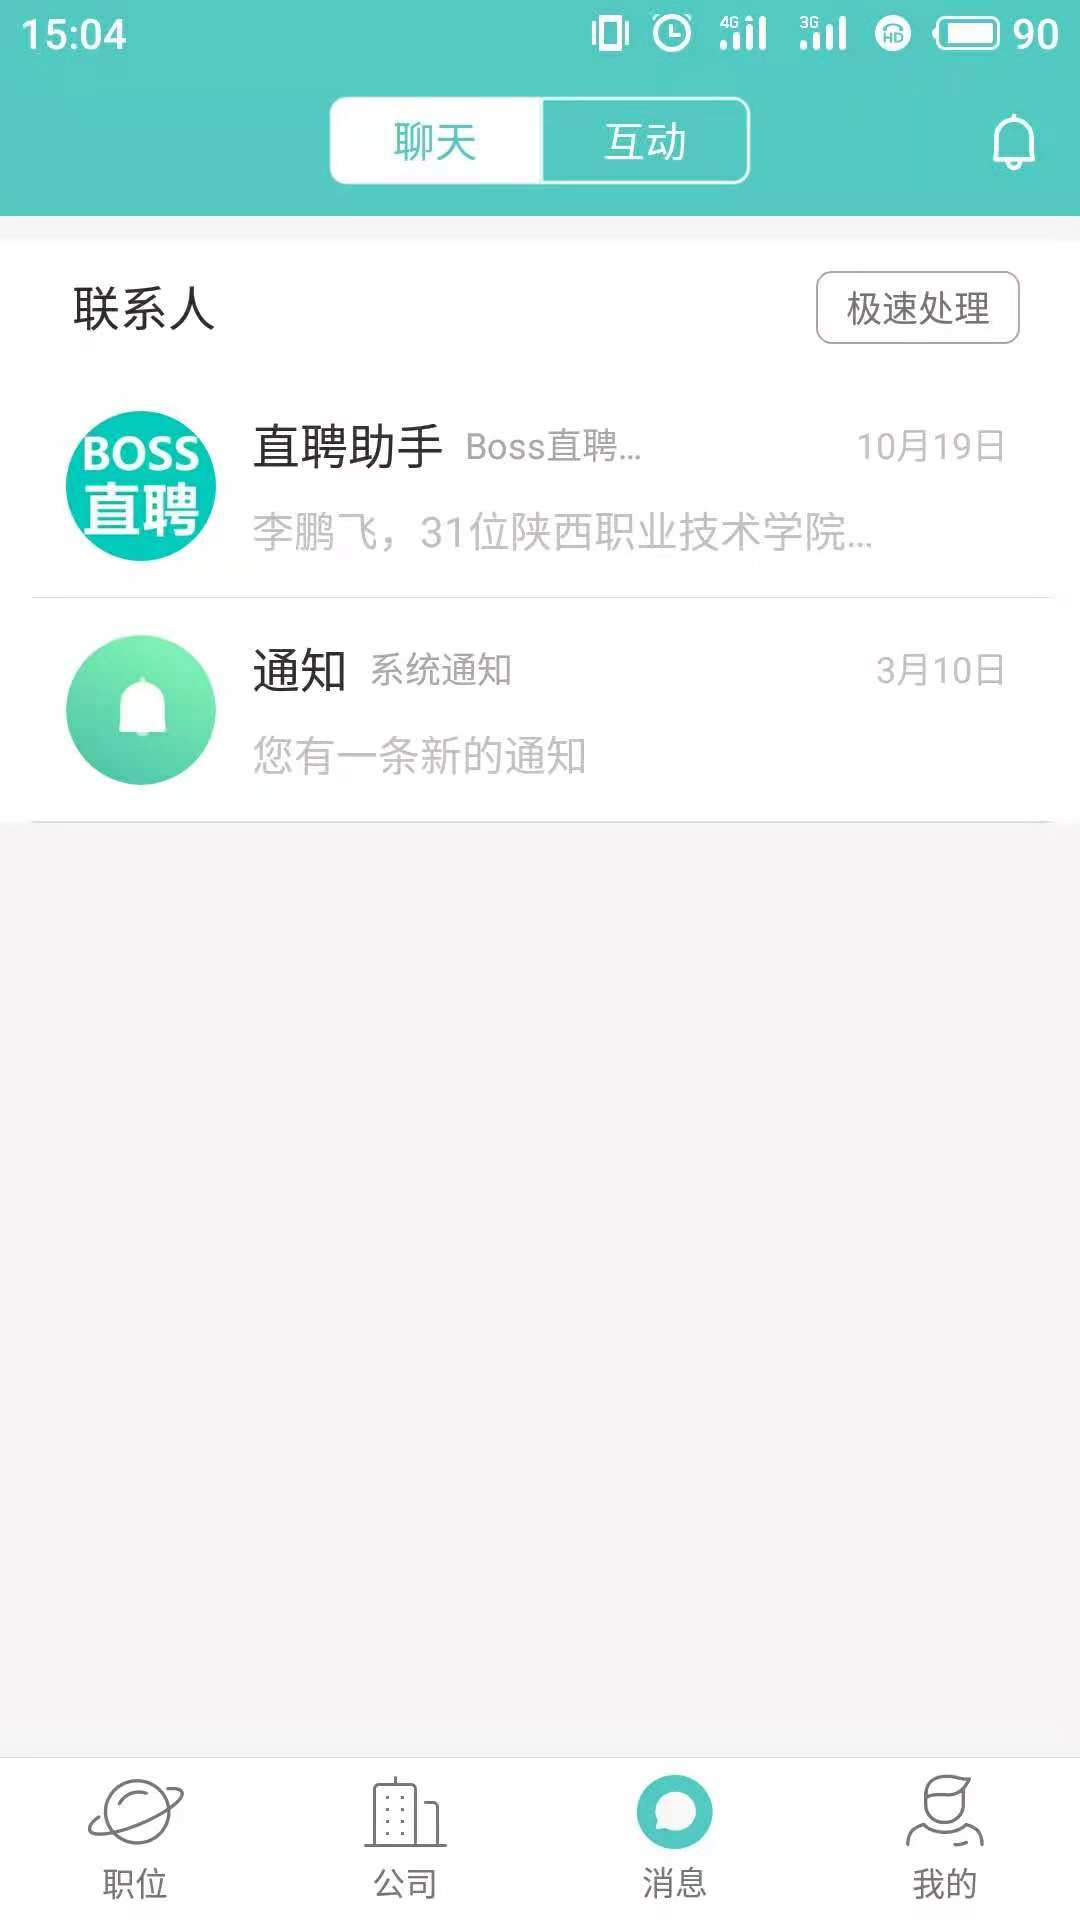 15:04 4G 3G HD 90
聊天 互动
联系人 极速处理
BOSS
直聘
直聘助手 Boss直聘... 10月19日
李鹏飞，31位陕西职业技术学院...
通知 系统通知 3月10日
您有一条新的通知
职位 公司 消息 我的